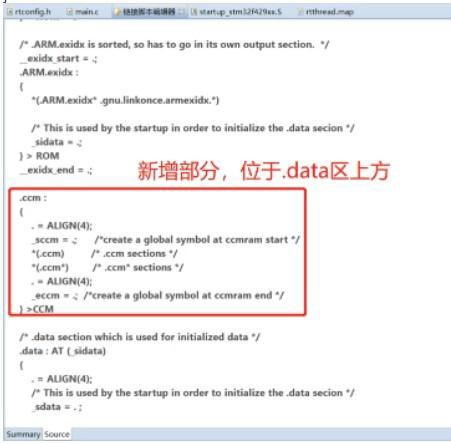 rtconfig.h main.c 链接脚本编辑器 startup_stm32f429xx.S rtthread.map
/* .ARM.exidx is sorted, so has to go in its own output section. */
__exidx_start = .;
.ARM.exidx :
{
*(.ARM.exidx* .gnu.linkonce.armexidx.*)
/* This is used by the startup in order to initialize the .data secion */
_sidata = .;
} > ROM
__exidx_end = .;
新增部分，位于.data区上方
.ccm :
{
. = ALIGN(4);
_sccm = .; /*create a global symbol at ccmram start */
*(.ccm) /* .ccm sections */
*(.ccm*) /* .ccm* sections */
. = ALIGN(4);
_eccm = .; /*create a global symbol at ccmram end */
} >CCM
/* .data section which is used for initialized data */
.data : AT (_sidata)
{
. = ALIGN(4);
/* This is used by the startup in order to initialize the .data secion */
_sdata = . ;
Summary Source